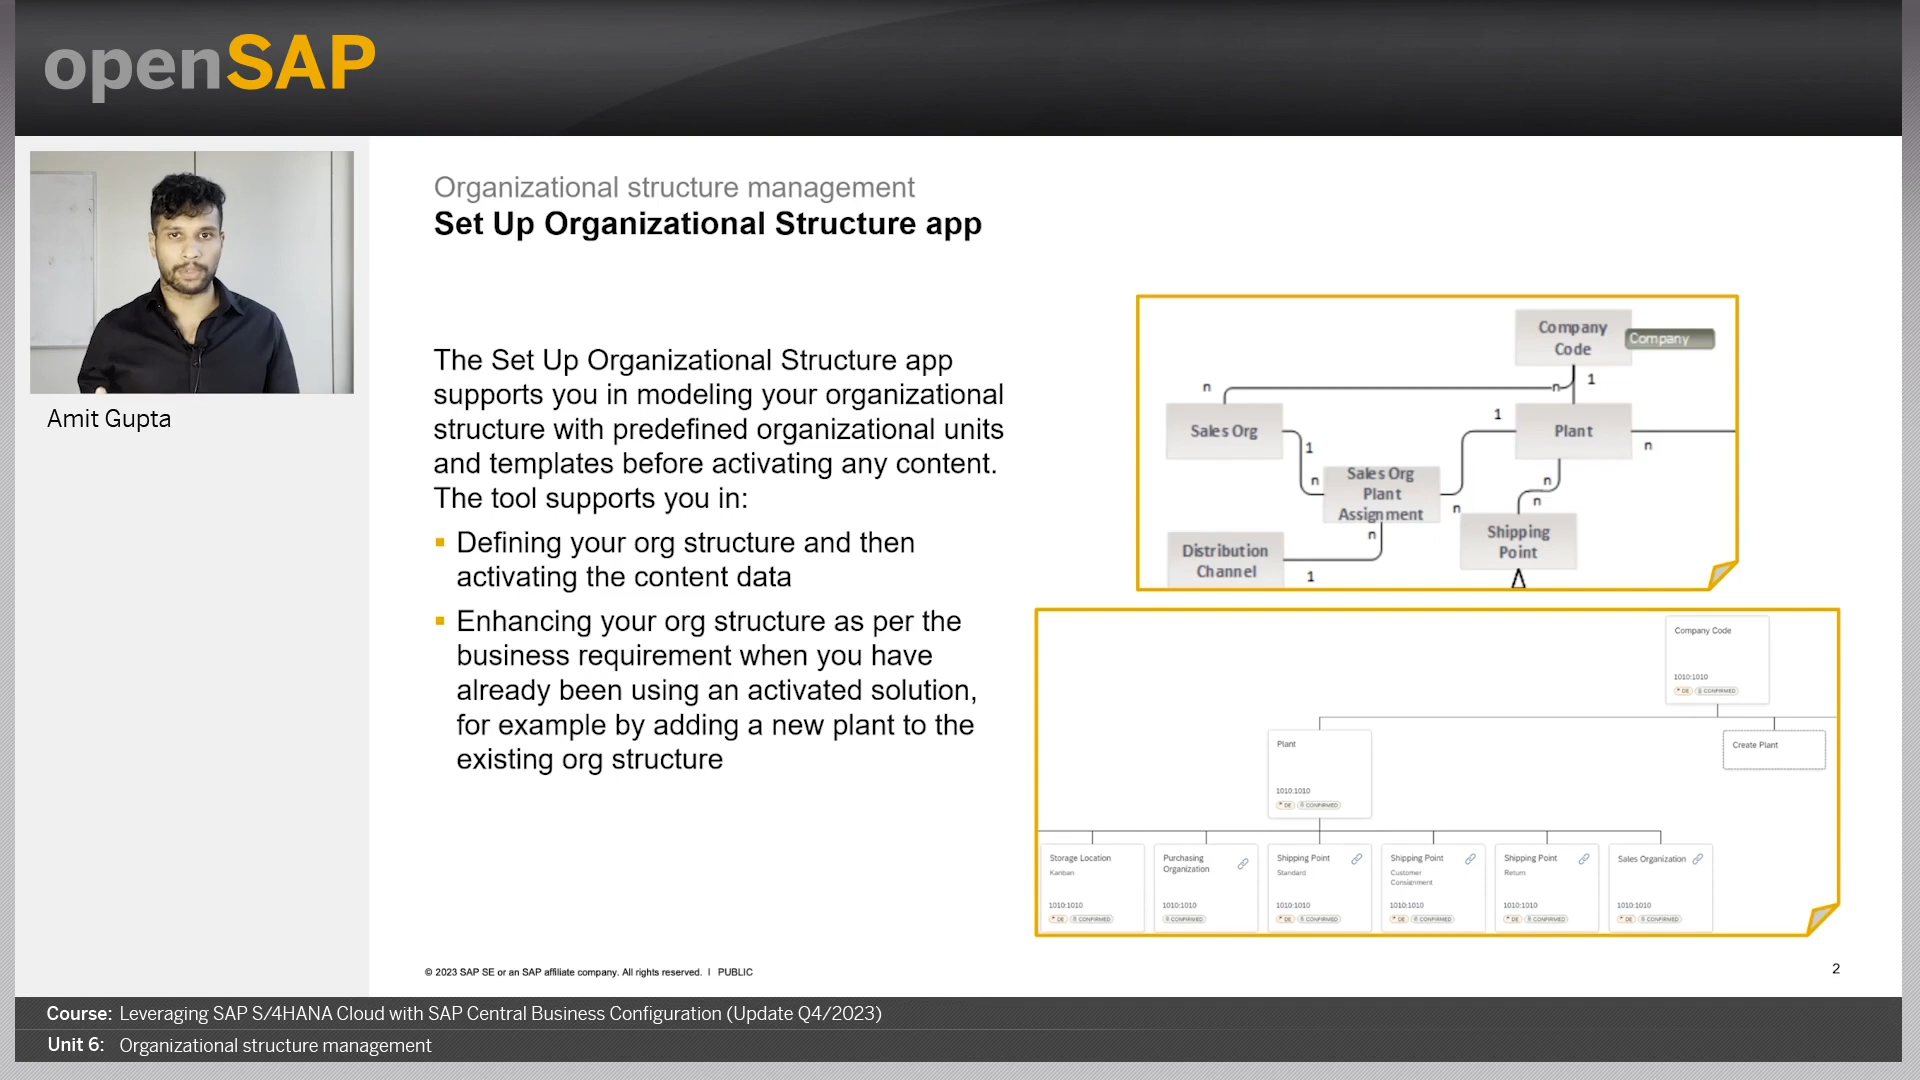 openSAP
Amit Gupta
Organizational structure management
Set Up Organizational Structure app
The Set Up Organizational Structure app
supports you in modeling your organizational
structure with predefined organizational units
and templates before activating any content.
The tool supports you in:
Defining your org structure and then
activating the content data
Enhancing your org structure as per the
business requirement when you have
already been using an activated solution,
for example by adding a new plant to the
existing org structure
Company
Code
Company
n
n
1
Sales Org
1
Plant
n
1
n
Sales Org
Plant
Assignment
n
n
n
n
Shipping
Point
Distribution
Channel
1
Company Code
1010:1010
DE CONFIRMED
Plant
1010:1010
DE CONFIRMED
Create Plant
Storage Location
Kanban
1010:1010
DE CONFIRMED
Purchasing
Organization
1010:1010
CONFIRMED
Shipping Point
Standard
1010:1010
DE CONFIRMED
Shipping Point
Customer
Consignment
1010:1010
DE CONFIRMED
Shipping Point
Return
1010:1010
DE CONFIRMED
Sales Organization
1010:1010
DE CONFIRMED
© 2023 SAP SE or an SAP affiliate company. All rights reserved. | PUBLIC
2
Course: Leveraging SAP S/4HANA Cloud with SAP Central Business Configuration (Update Q4/2023)
Unit 6: Organizational structure management